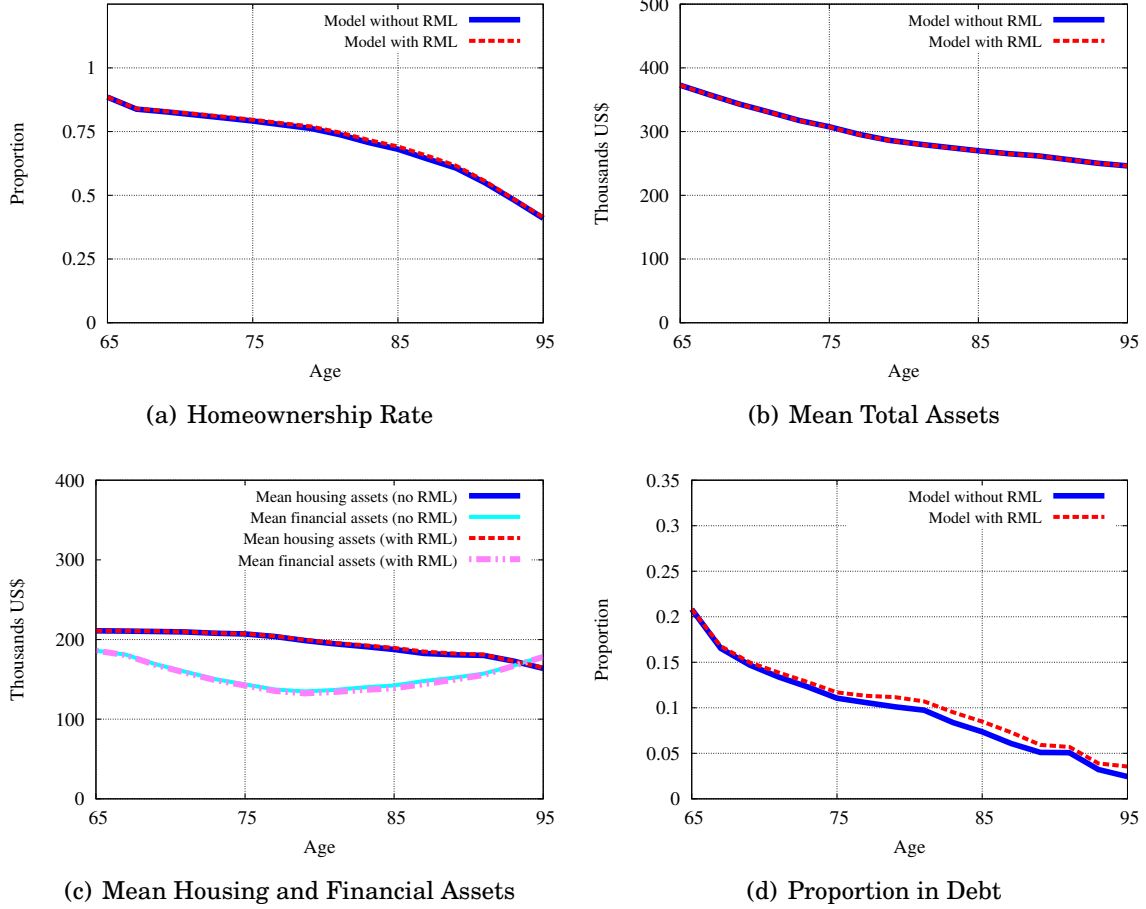 Model without RML
Model with RML
1
0.75
0.5
0.25
0
Proportion
65
75
85
95
Age
(a) Homeownership Rate
Model without RML
Model with RML
500
400
300
200
100
0
Thousands US$
65
75
85
95
Age
(b) Mean Total Assets
Mean housing assets (no RML)
Mean financial assets (no RML)
Mean housing assets (with RML)
Mean financial assets (with RML)
400
300
200
100
0
Thousands US$
65
75
85
95
Age
(c) Mean Housing and Financial Assets
Model without RML
Model with RML
0.35
0.3
0.25
0.2
0.15
0.1
0.05
0
Proportion
65
75
85
95
Age
(d) Proportion in Debt